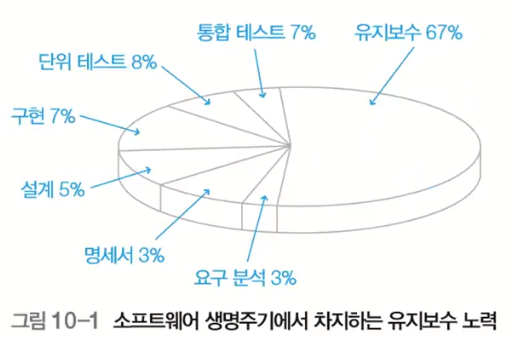 통합 테스트 7%
유지보수 67%
단위 테스트 8%
구현 7%
설계 5%
명세서 3%
요구 분석 3%
그림 10-1 소프트웨어 생명주기에서 차지하는 유지보수 노력